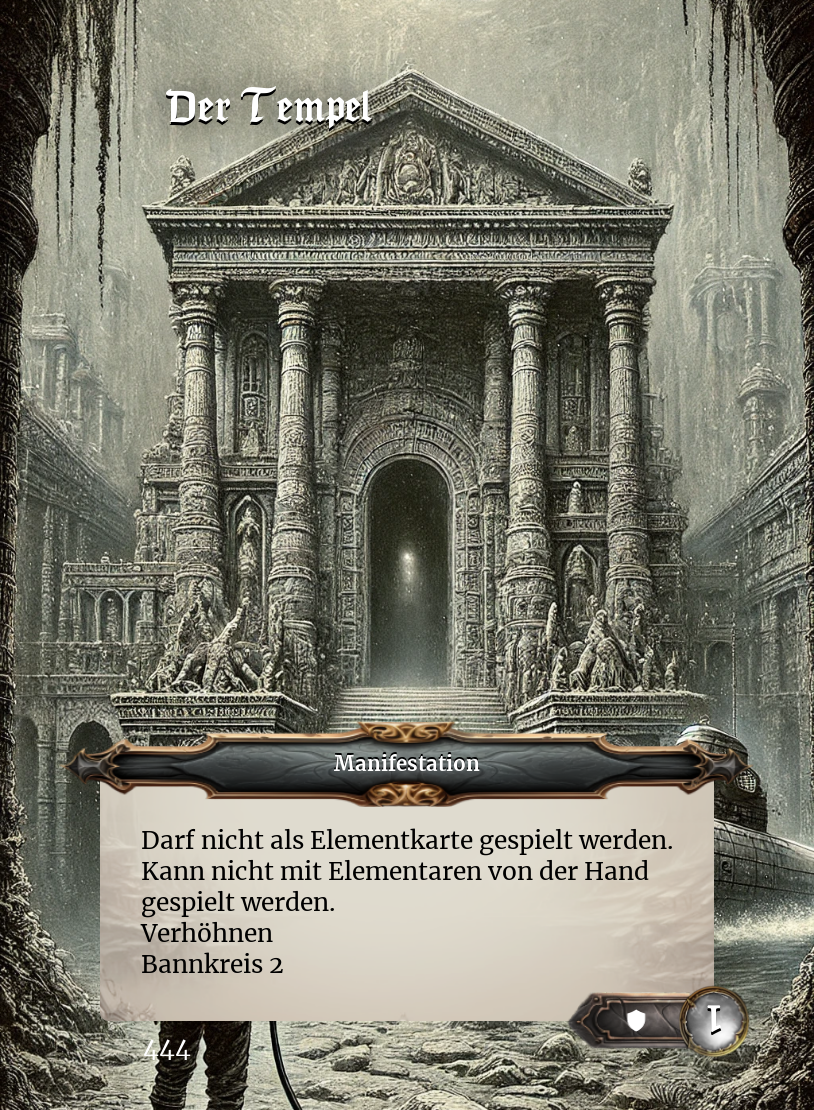 Der Tempel
Manifestation
Darf nicht als Elementkarte gespielt werden.
Kann nicht mit Elementaren von der Hand
gespielt werden.
Verhöhnen
Bannkreis 2
1
444